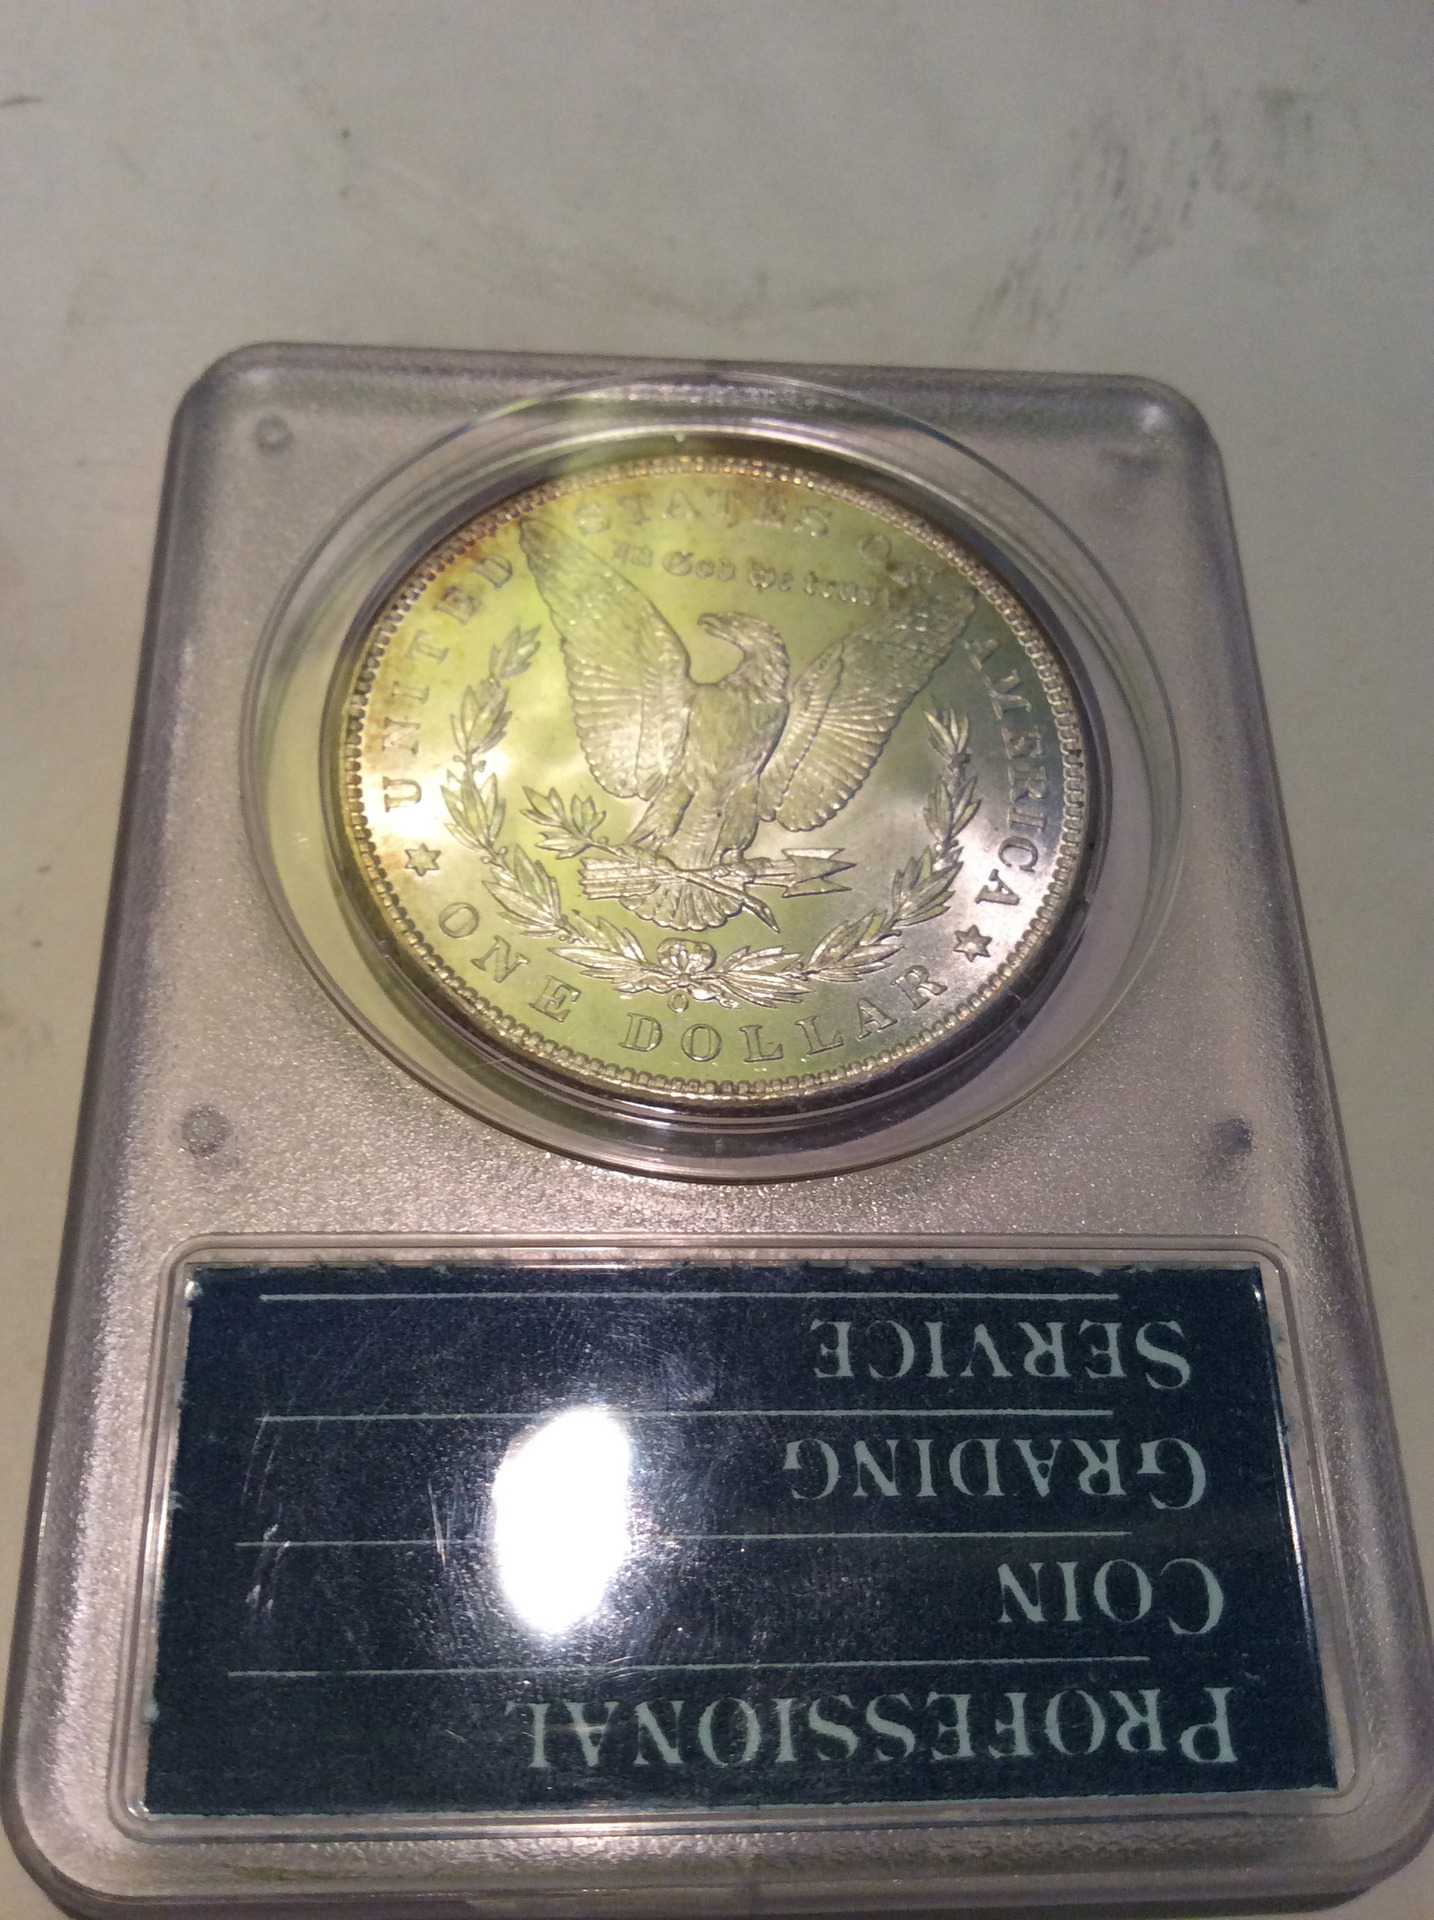 UNITED STATES OF AMERICA
In God We trust
O
ONE DOLLAR
PROFESSIONAL
COIN
GRADING
SERVICE